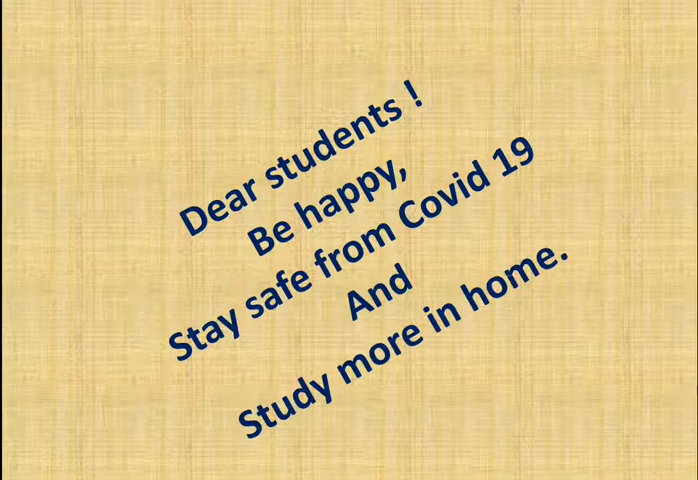 Dear students !
Be happy,
Stay safe from Covid 19
And
Study more in home.